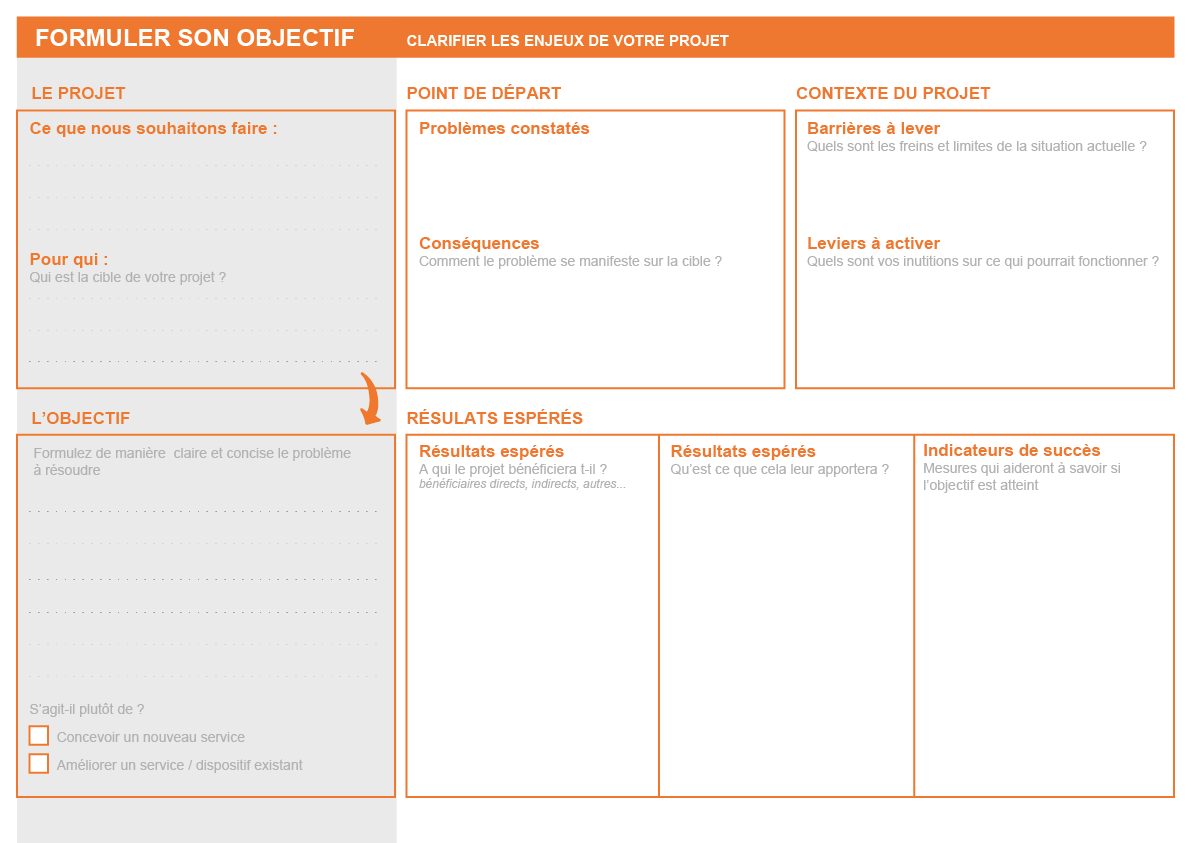 FORMULER SON OBJECTIF
CLARIFIER LES ENJEUX DE VOTRE PROJET
LE PROJET
Ce que nous souhaitons faire :
Pour qui :
Qui est la cible de votre projet ?
POINT DE DÉPART
Problèmes constatés
Conséquences
Comment le problème se manifeste sur la cible ?
CONTEXTE DU PROJET
Barrières à lever
Quels sont les freins et limites de la situation actuelle ?
Leviers à activer
Quels sont vos inutitions sur ce qui pourrait fonctionner ?
L’OBJECTIF
Formulez de manière  claire et concise le problème
à résoudre
S’agit-il plutôt de ?
Concevoir un nouveau service
Améliorer un service / dispositif existant
RÉSULATS ESPÉRÉS
Résultats espérés
A qui le projet bénéficiera t-il ?
bénéficiaires directs, indirects, autres...
Résultats espérés
Qu’est ce que cela leur apportera ?
Indicateurs de succès
Mesures qui aideront à savoir si
l’objectif est atteint